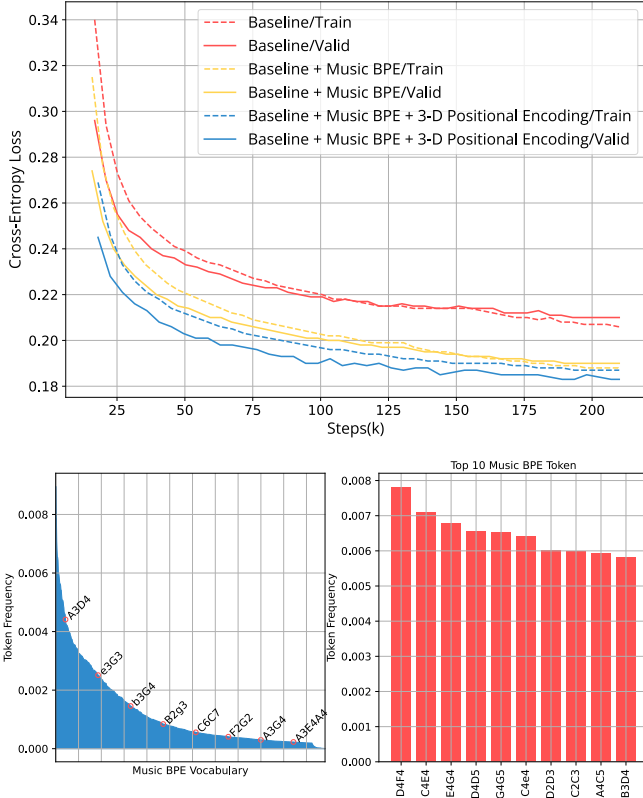 0.34
0.32
0.30
0.28
0.26
0.24
0.22
0.20
0.18
Cross-Entropy Loss
Baseline/Train
Baseline/Valid
Baseline + Music BPE/Train
Baseline + Music BPE/Valid
Baseline + Music BPE + 3-D Positional Encoding/Train
Baseline + Music BPE + 3-D Positional Encoding/Valid
25 50 75 100 125 150 175 200
Steps(k)
0.008
0.006
0.004
0.002
0.000
Token Frequency
A3D4
e3G3
b3G4
B2g3
C6C7
F2G2
A3G4
A3E4A4
Music BPE Vocabulary
Top 10 Music BPE Token
0.008
0.007
0.006
0.005
0.004
0.003
0.002
0.001
0.000
Token Frequency
D4F4
C4E4
E4G4
D4D5
G4G5
C4e4
D2D3
C2C3
A4C5
B3D4